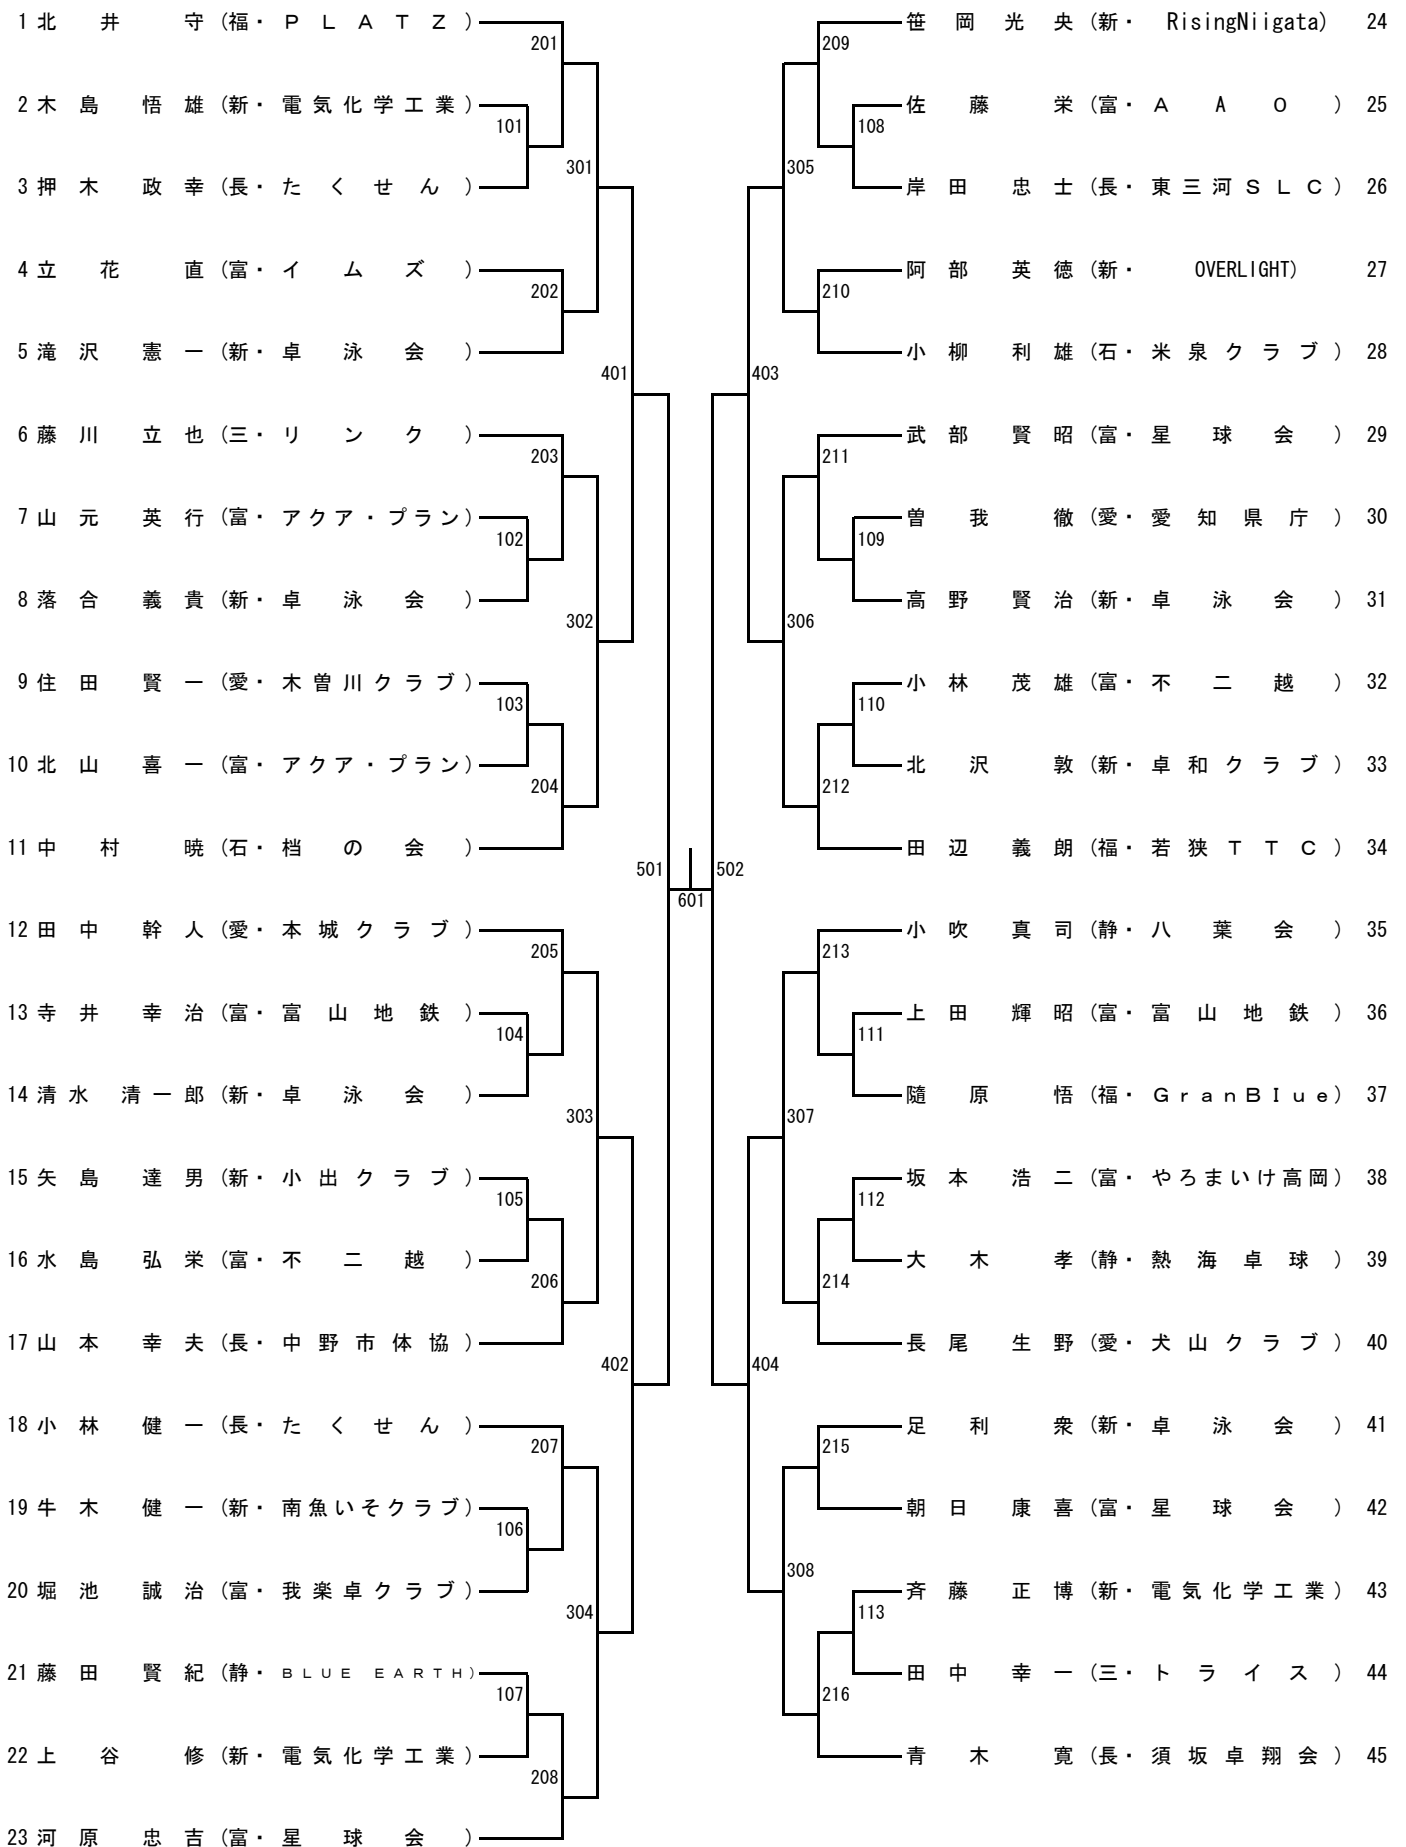 1 北井守 (福・PLATZ)
201
2 木島悟雄 (新・電気化学工業)
101
3 押木政幸 (長・たくせん)
301
4 立花直 (富・イムズ)
202
5 滝沢憲一 (新・卓泳会)
401
6 藤川立也 (三・リンク)
203
7 山元英行 (富・アクア・プラン)
102
8 落合義貴 (新・卓泳会)
302
9 住田賢一 (愛・木曽川クラブ)
103
10 北山喜一 (富・アクア・プラン)
204
11 中村暁 (石・档の会)
501
12 田中幹人 (愛・本城クラブ)
205
13 寺井幸治 (富・富山地鉄)
104
14 清水清一郎 (新・卓泳会)
303
15 矢島達男 (新・小出クラブ)
105
16 水島弘栄 (富・不二越)
206
17 山本幸夫 (長・中野市体協)
402
18 小林健一 (長・たくせん)
207
19 牛木健一 (新・南魚いそクラブ)
106
20 堀池誠治 (富・我楽卓クラブ)
304
21 藤田賢紀 (静・BLUE EARTH)
107
22 上谷修 (新・電気化学工業)
208
23 河原忠吉 (富・星球会)
601
笹岡光央 (新・RisingNiigata) 24
209
佐藤栄 (富・AAO) 25
108
岸田忠士 (長・東三河SLC) 26
305
阿部英徳 (新・OVERLIGHT) 27
210
小柳利雄 (石・米泉クラブ) 28
403
武部賢昭 (富・星球会) 29
211
曽我徹 (愛・愛知県庁) 30
109
高野賢治 (新・卓泳会) 31
306
小林茂雄 (富・不二越) 32
110
北沢敦 (新・卓和クラブ) 33
212
田辺義朗 (福・若狭TTC) 34
502
小吹真司 (静・八葉会) 35
213
上田輝昭 (富・富山地鉄) 36
111
隨原悟 (福・GranBlue) 37
307
坂本浩二 (富・やろまいけ高岡) 38
112
大木孝 (静・熱海卓球) 39
214
長尾生野 (愛・犬山クラブ) 40
404
足利衆 (新・卓泳会) 41
215
朝日康喜 (富・星球会) 42
308
斉藤正博 (新・電気化学工業) 43
113
田中幸一 (三・トライス) 44
216
青木寛 (長・須坂卓翔会) 45